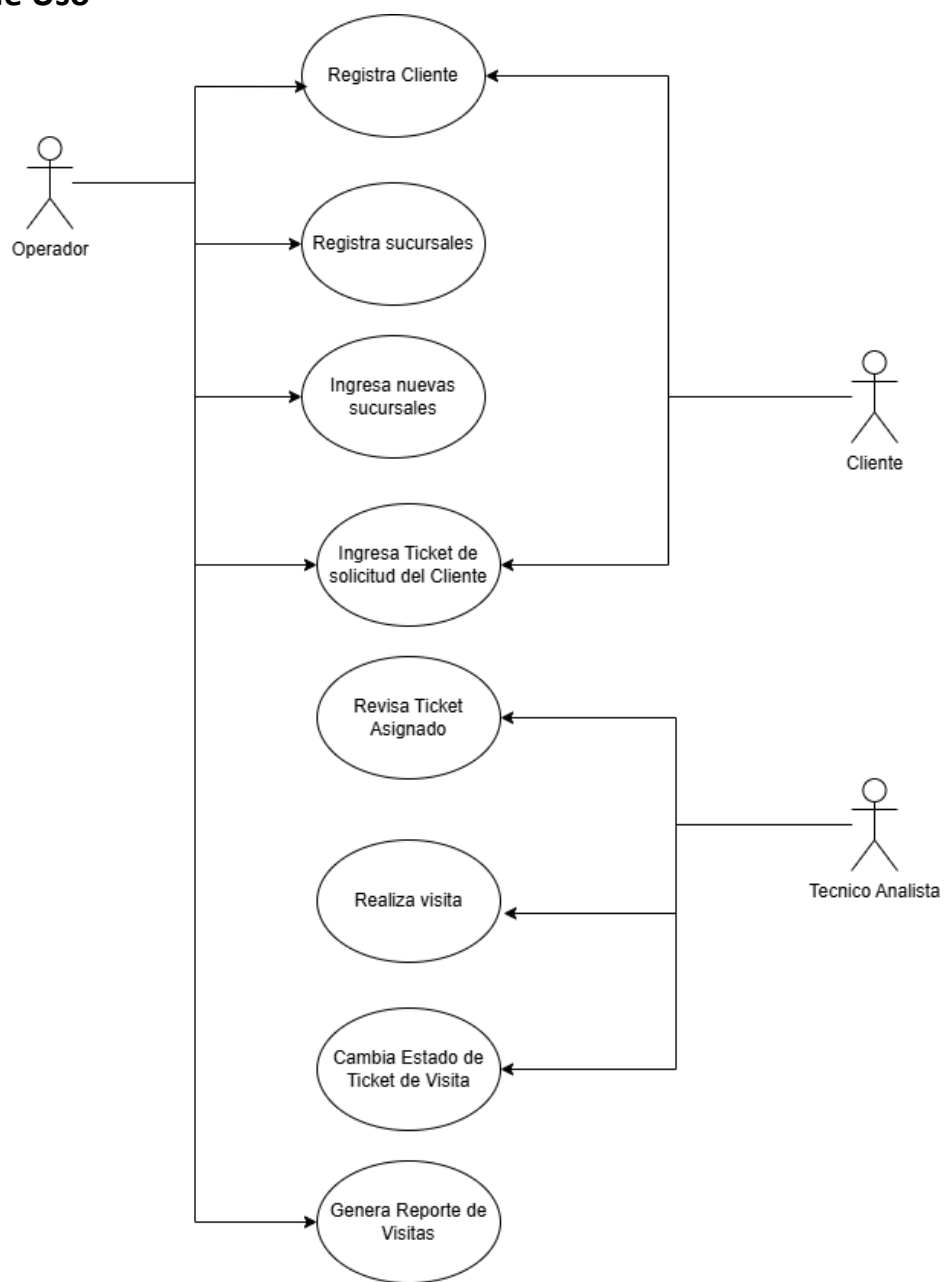 de Uso
Registra Cliente
Operador
Registra sucursales
Ingresa nuevas
sucursales
Cliente
Ingresa Ticket de
solicitud del Cliente
Revisa Ticket
Asignado
Tecnico Analista
Realiza visita
Cambia Estado de
Ticket de Visita
Genera Reporte de
Visitas